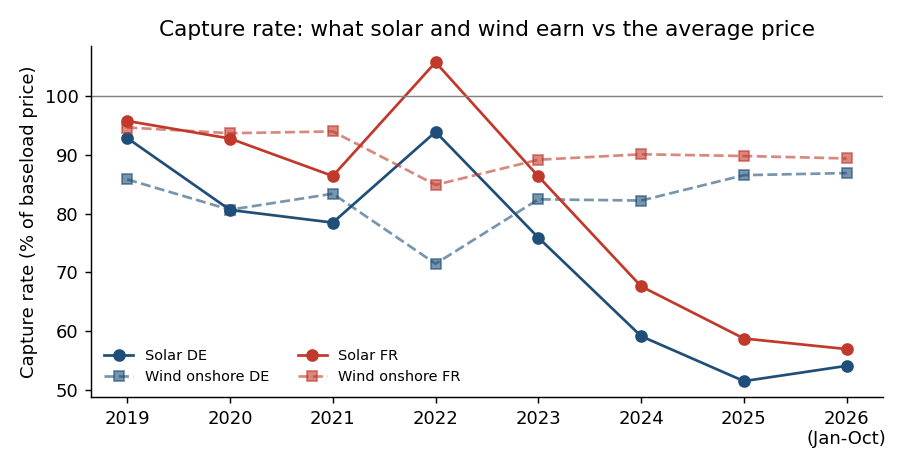 Capture rate: what solar and wind earn vs the average price
Capture rate (% of baseload price)
100
90
80
70
60
50
Solar DE
Wind onshore DE
Solar FR
Wind onshore FR
2019 2020 2021 2022 2023 2024 2025 2026
(Jan-Oct)